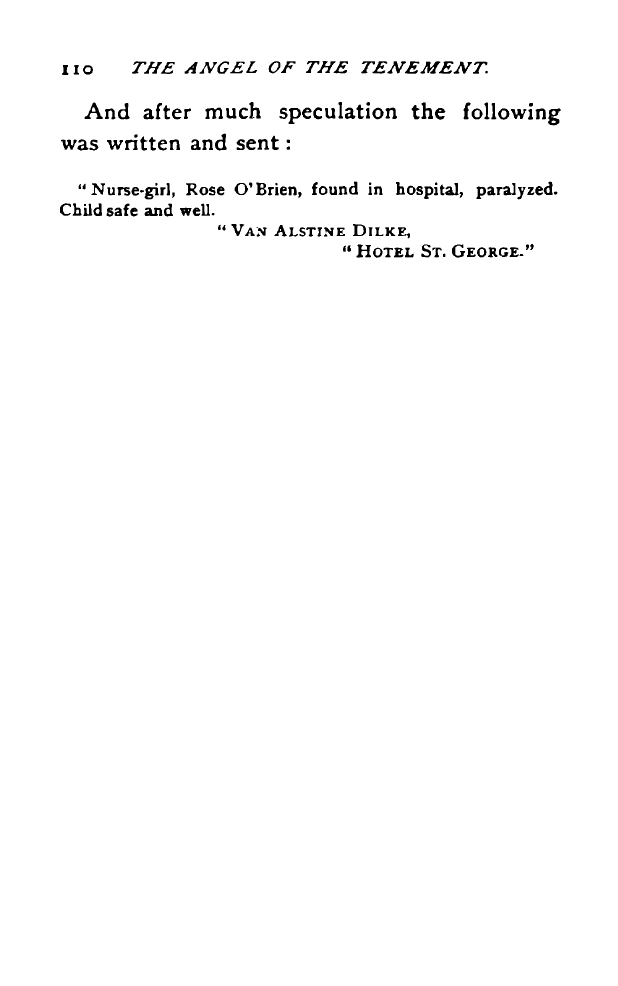 110 THE ANGEL OF THE TENEMENT.
And after much speculation the following
was written and sent :
“ Nurse-girl, Rose O’Brien, found in hospital, paralyzed.
Child safe and well.
“ VAN ALSTINE DILKE,
“ HOTEL ST. GEORGE.”